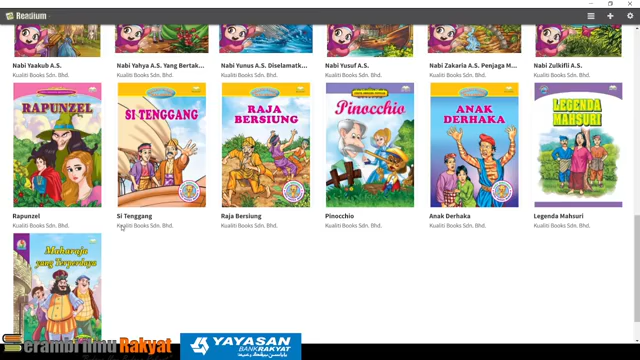 Readium
Nabi Yaakub A.S.
Nabi Yahya A.S. Yang Bertak...
Nabi Yunus A.S. Diselamatk...
Nabi Yusuf A.S.
Nabi Zakaria A.S. Penjaga M...
Nabi Zulkifli A.S.
Kualiti Books Sdn. Bhd.
Kualiti Books Sdn. Bhd.
Kualiti Books Sdn. Bhd.
Kualiti Books Sdn. Bhd.
Kualiti Books Sdn. Bhd.
Kualiti Books Sdn. Bhd.
RAPUNZEL
SI TENGGANG
RAJA
BERSIUNG
Pinocchio
ANAK
DERHAKA
LEGENDA
MAHSURI
Rapunzel
Si Tenggang
Raja Bersiung
Pinocchio
Anak Derhaka
Legenda Mahsuri
Kualiti Books Sdn. Bhd.
Kualiti Books Sdn. Bhd.
Kualiti Books Sdn. Bhd.
Kualiti Books Sdn. Bhd.
Kualiti Books Sdn. Bhd.
Kualiti Books Sdn. Bhd.
Maharaja
yang Terperdaya
Serambi Ilmu Rakyat
YAYASAN
BANK RAKYAT